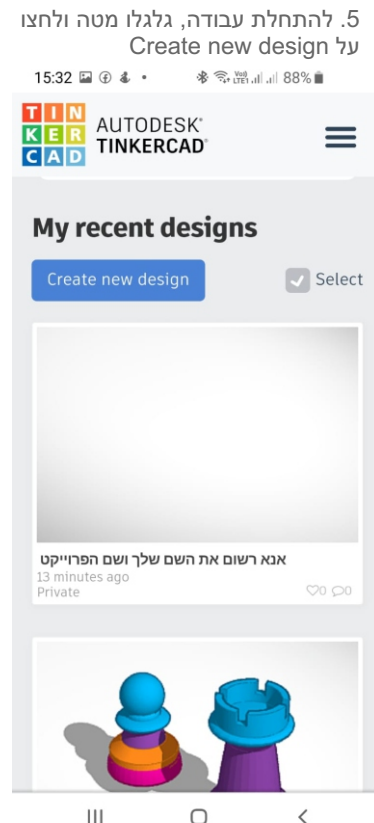 5. להתחלת עבודה, גלגלו מטה ולחצו
על Create new design
15:32 88%
TIN
KER
CAD
AUTODESK®
TINKERCAD®
My recent designs
Create new design
Select
אנא רשום את השם שלך ושם הפרוייקט
13 minutes ago
Private
0 0